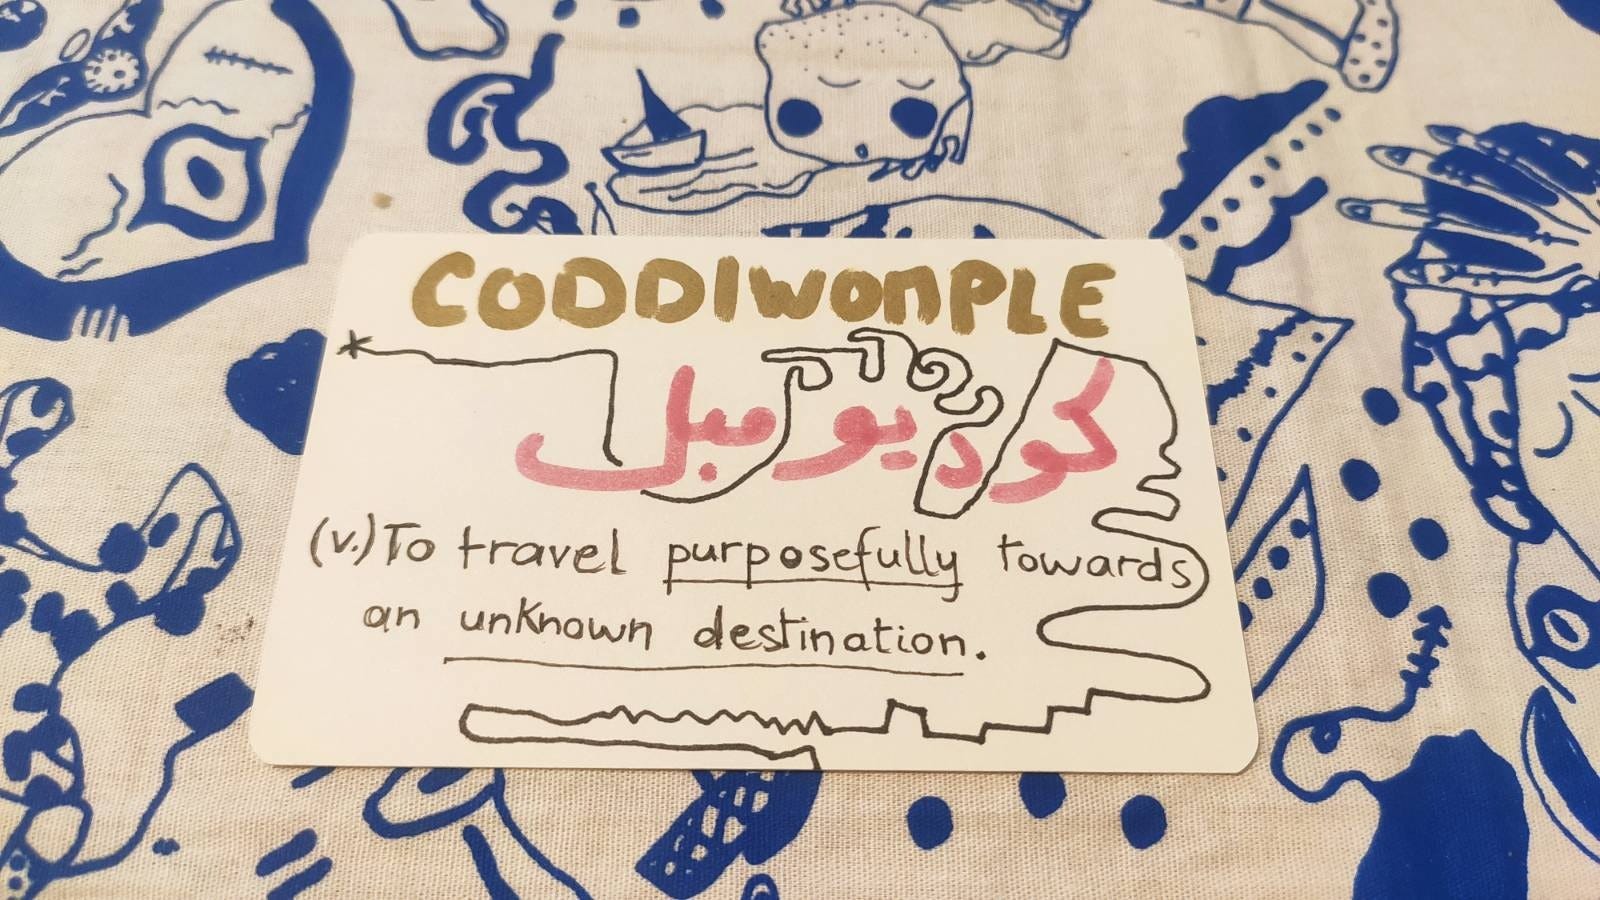 CODDIWOMPLE
كوديومبل
(v.) To travel purposefully towards
an unknown destination.